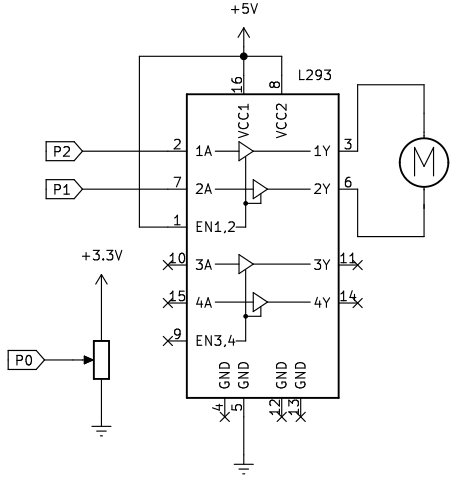 +5V
L293
16
8
VCC1
VCC2
P2
2
1A
1Y
3
M
P1
7
2A
2Y
6
1
EN1,2
+3.3V
10
3A
3Y
11
15
4A
4Y
14
9
EN3,4
P0
GND
GND
GND
GND
4
5
12
13